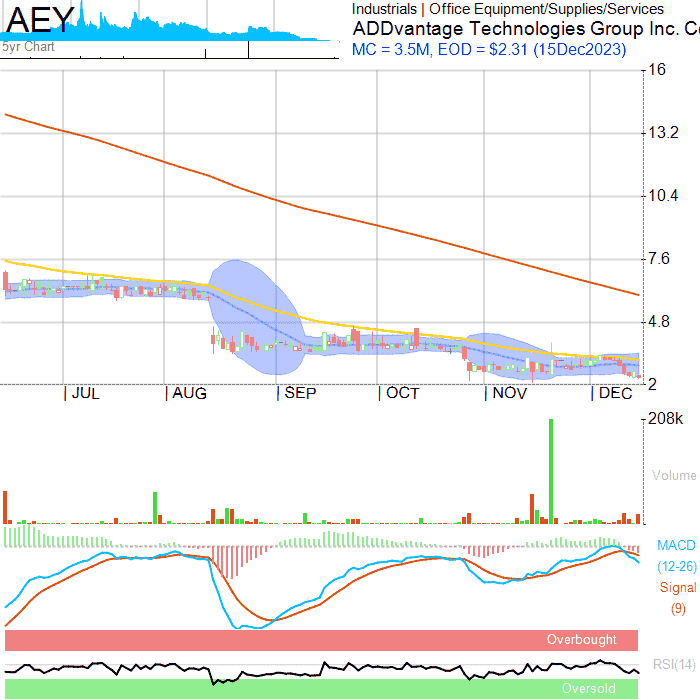 AEY
5yr Chart
Industrials | Office Equipment/Supplies/Services
ADDvantage Technologies Group Inc. Co
MC = 3.5M, EOD = $2.31 (15Dec2023)
16
13.2
10.4
7.6
4.8
2
JUL AUG SEP OCT NOV DEC
208k
Volume
MACD
(12-26)
Signal
(9)
Overbought
RSI(14)
Oversold